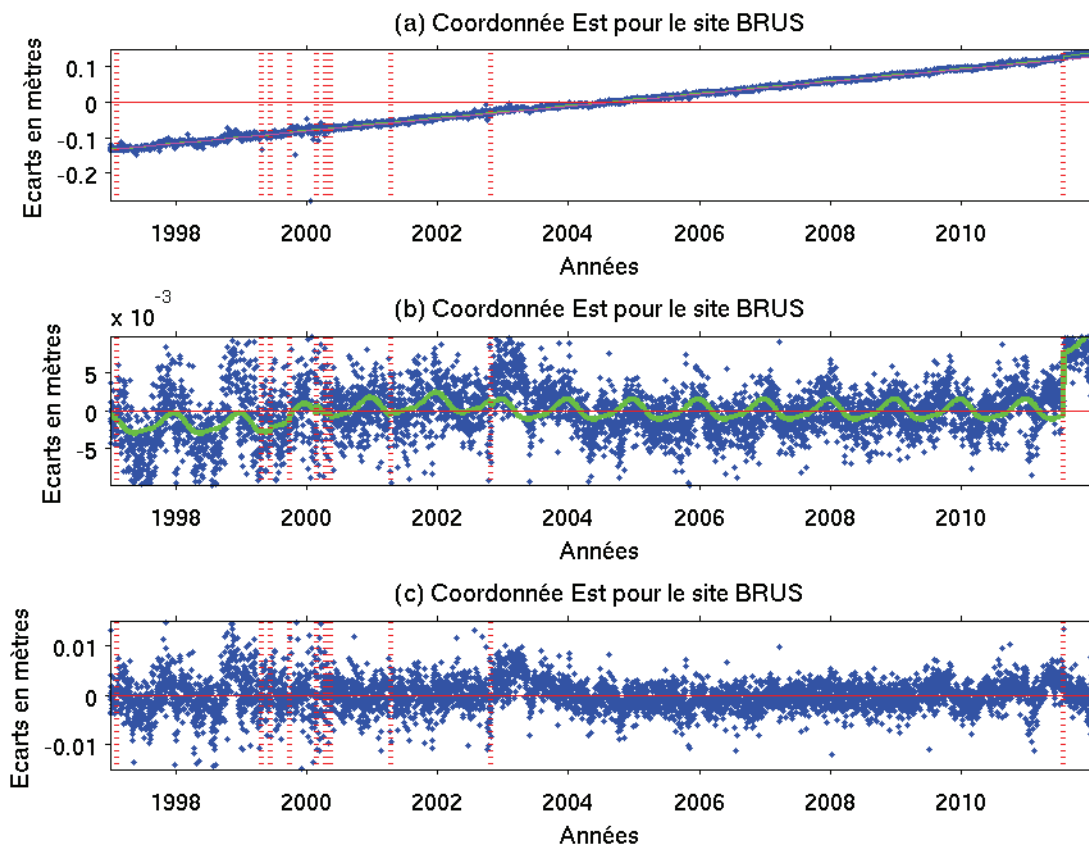 (a) Coordonnée Est pour le site BRUS
Ecarts en mètres
0.1
0
-0.1
-0.2
1998 2000 2002 2004 2006 2008 2010
Années
(b) Coordonnée Est pour le site BRUS
x 10 -3
Ecarts en mètres
5
0
-5
1998 2000 2002 2004 2006 2008 2010
Années
(c) Coordonnée Est pour le site BRUS
Ecarts en mètres
0.01
0
-0.01
1998 2000 2002 2004 2006 2008 2010
Années